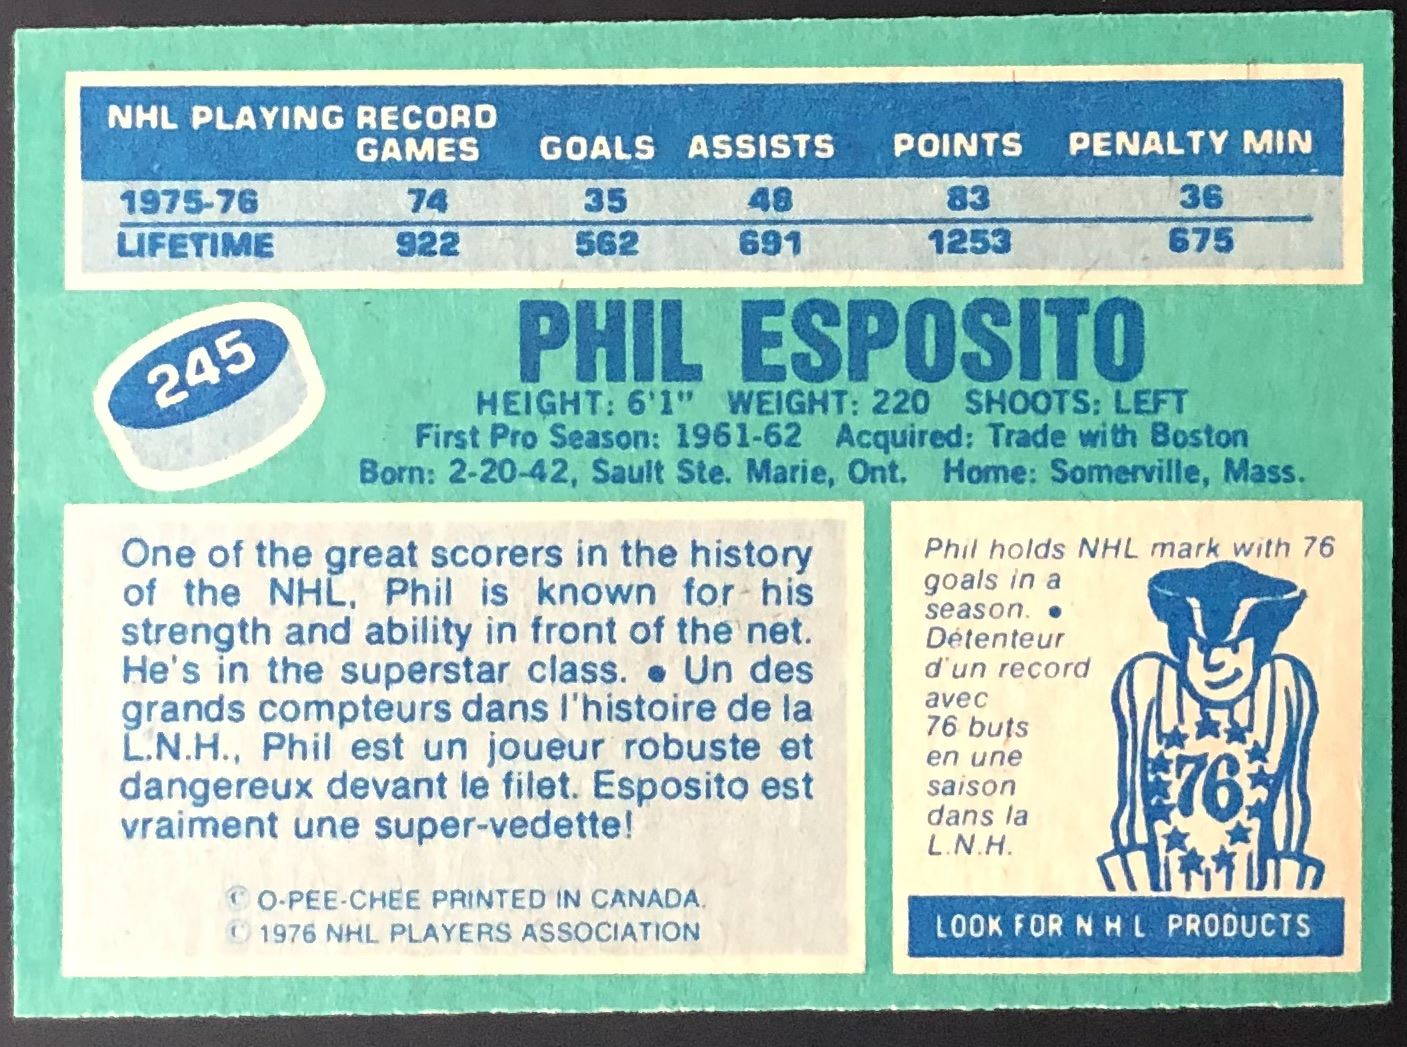 NHL PLAYING RECORD
GAMES GOALS ASSISTS POINTS PENALTY MIN
1975-76 74 35 48 83 36
LIFETIME 922 562 691 1253 675
245
PHIL ESPOSITO
HEIGHT: 6'1" WEIGHT: 220 SHOOTS: LEFT
First Pro Season: 1961-62 Acquired: Trade with Boston
Born: 2-20-42, Sault Ste. Marie, Ont. Home: Somerville, Mass.
One of the great scorers in the history
of the NHL, Phil is known for his
strength and ability in front of the net.
He's in the superstar class. • Un des
grands compteurs dans l'histoire de la
L.N.H., Phil est un joueur robuste et
dangereux devant le filet. Esposito est
vraiment une super-vedette!
© O-PEE-CHEE PRINTED IN CANADA.
© 1976 NHL PLAYERS ASSOCIATION
Phil holds NHL mark with 76
goals in a
season. •
Détenteur
d'un record
avec
76 buts
en une
saison
dans la
L.N.H.
76
LOOK FOR N H L PRODUCTS